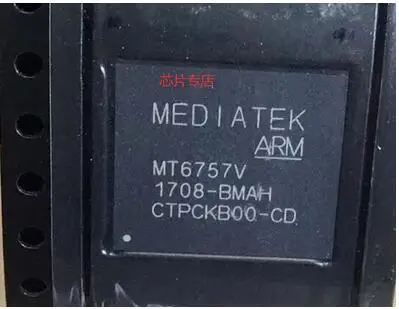 芯片专店
MEDIATEK
ARM
MT6757V
1708-BMAH
CTPCKB00-CD